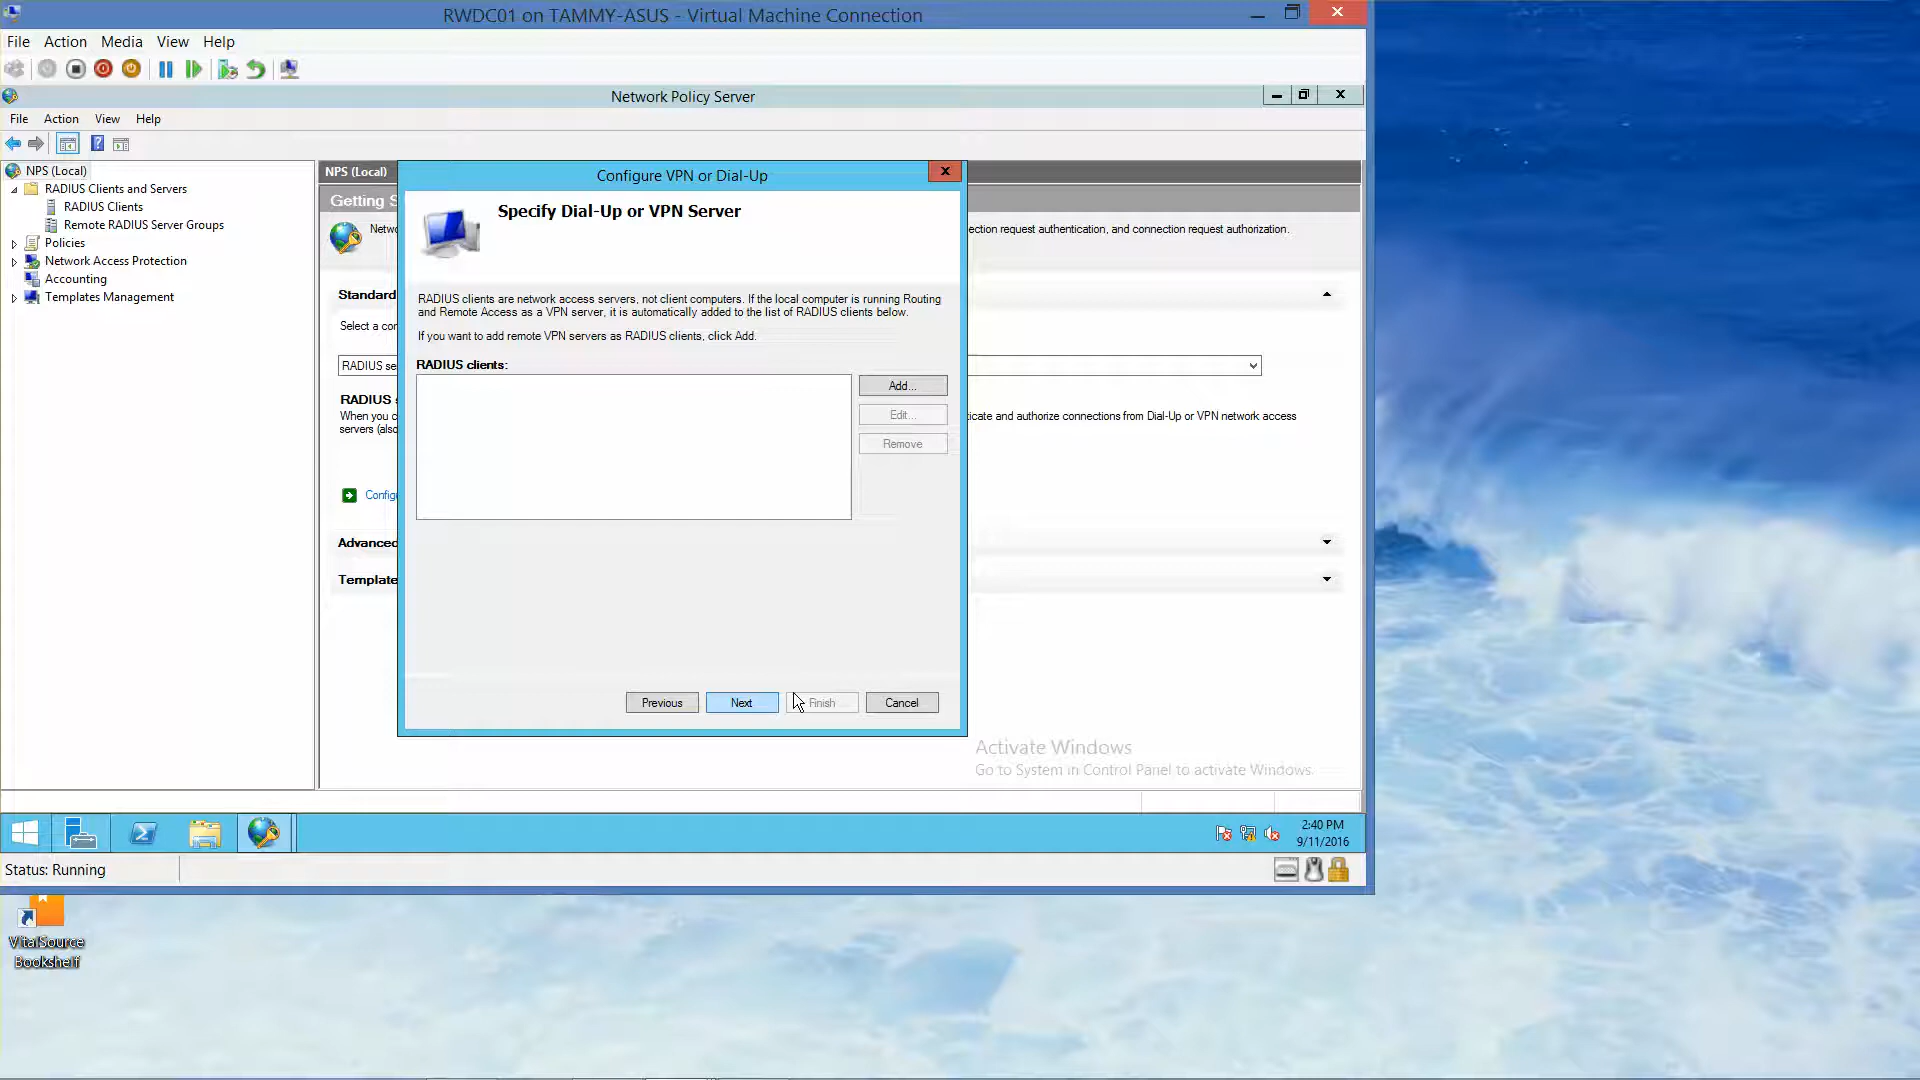 RWDC01 on TAMMY-ASUS - Virtual Machine Connection
File Action Media View Help
Network Policy Server
File Action View Help
NPS (Local)
RADIUS Clients and Servers
RADIUS Clients
Remote RADIUS Server Groups
Policies
Network Access Protection
Accounting
Templates Management
NPS (Local)
Getting S
Netwo
ection request authentication, and connection request authorization.
Standard
Select a con
RADIUS se
RADIUS s
When you c
icate and authorize connections from Dial-Up or VPN network access
servers (also
Configu
Advanced
Template
Configure VPN or Dial-Up
Specify Dial-Up or VPN Server
RADIUS clients are network access servers, not client computers. If the local computer is running Routing
and Remote Access as a VPN server, it is automatically added to the list of RADIUS clients below.
If you want to add remote VPN servers as RADIUS clients, click Add.
RADIUS clients:
Add...
Edit...
Remove
Previous Next Finish Cancel
Activate Windows
Go to System in Control Panel to activate Windows.
2:40 PM
9/11/2016
Status: Running
VitalSource
Bookshelf